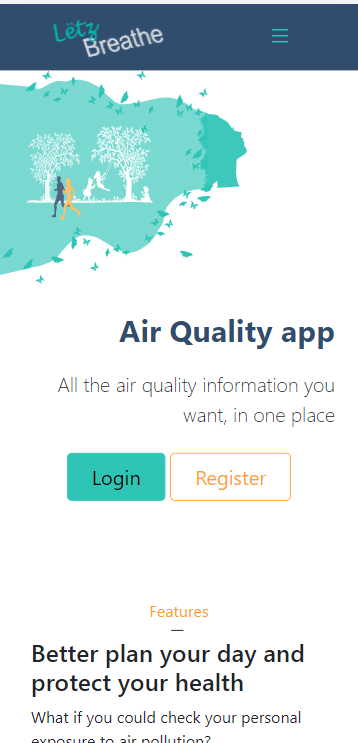 Lëtz
Breathe
Air Quality app
All the air quality information you
want, in one place
Login
Register
Features
—
Better plan your day and
protect your health
What if you could check your personal
exposure to air pollution?